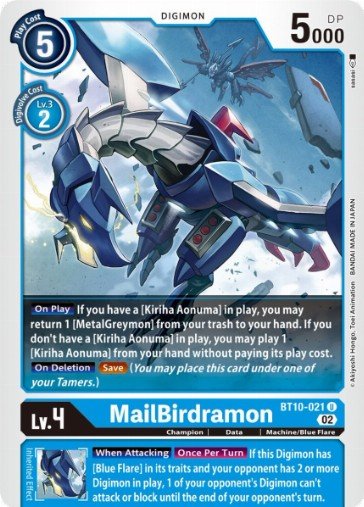 Play Cost
5
DIGIMON
5000
DP
Digivolve Cost
Lv.3
2
© Akiyoshi Hongo, Toei Animation BANDAI MADE IN JAPAN
On Play If you have a [Kiriha Aonuma] in play, you may
return 1 [MetalGreymon] from your trash to your hand. If you
don't have a [Kiriha Aonuma] in play, you may play 1
[Kiriha Aonuma] from your hand without paying its play cost.
On Deletion Save (You may place this card under one
of your Tamers.)
Lv.4
MailBirdramon
BT10-021 U
02
Champion Data Machine/Blue Flare
Inherited Effect
When Attacking Once Per Turn If this Digimon has
[Blue Flare] in its traits and your opponent has 2 or more
Digimon in play, 1 of your opponent's Digimon can't
attack or block until the end of your opponent's turn.